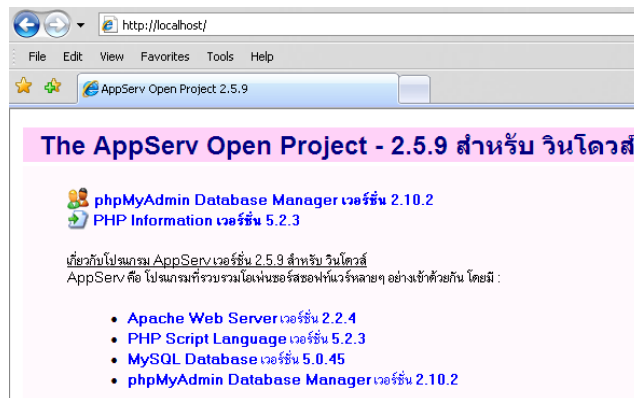 http://localhost/
File Edit View Favorites Tools Help
AppServ Open Project 2.5.9
The AppServ Open Project - 2.5.9 สำหรับ วินโดวส์
phpMyAdmin Database Manager เวอร์ชั่น 2.10.2
PHP Information เวอร์ชั่น 5.2.3
เกี่ยวกับโปรแกรม AppServ เวอร์ชั่น 2.5.9 สำหรับ วินโดวส์
AppServ คือ โปรแกรมที่รวบรวมโอเพ่นซอร์สซอฟท์แวร์หลายๆ อย่างเข้าด้วยกัน โดยมี :
• Apache Web Server เวอร์ชั่น 2.2.4
• PHP Script Language เวอร์ชั่น 5.2.3
• MySQL Database เวอร์ชั่น 5.0.45
• phpMyAdmin Database Manager เวอร์ชั่น 2.10.2